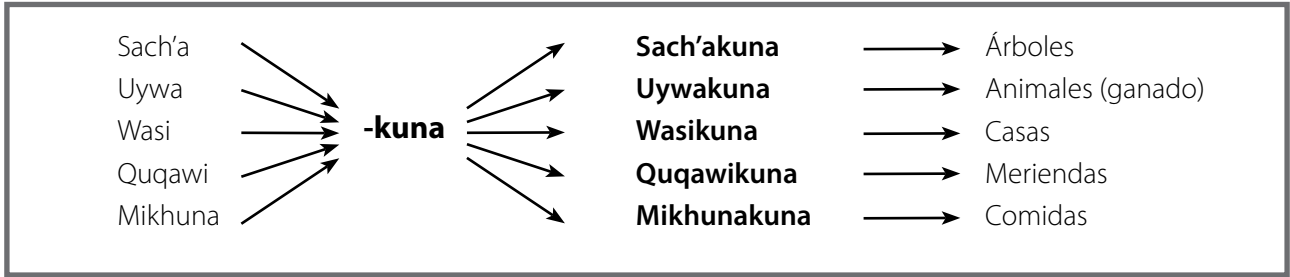 Sach’a Sach’akuna Árboles
Uywa Uywakuna Animales (ganado)
Wasi -kuna Wasikuna Casas
Quqawi Quqawikuna Meriendas
Mikhuna Mikhunakuna Comidas